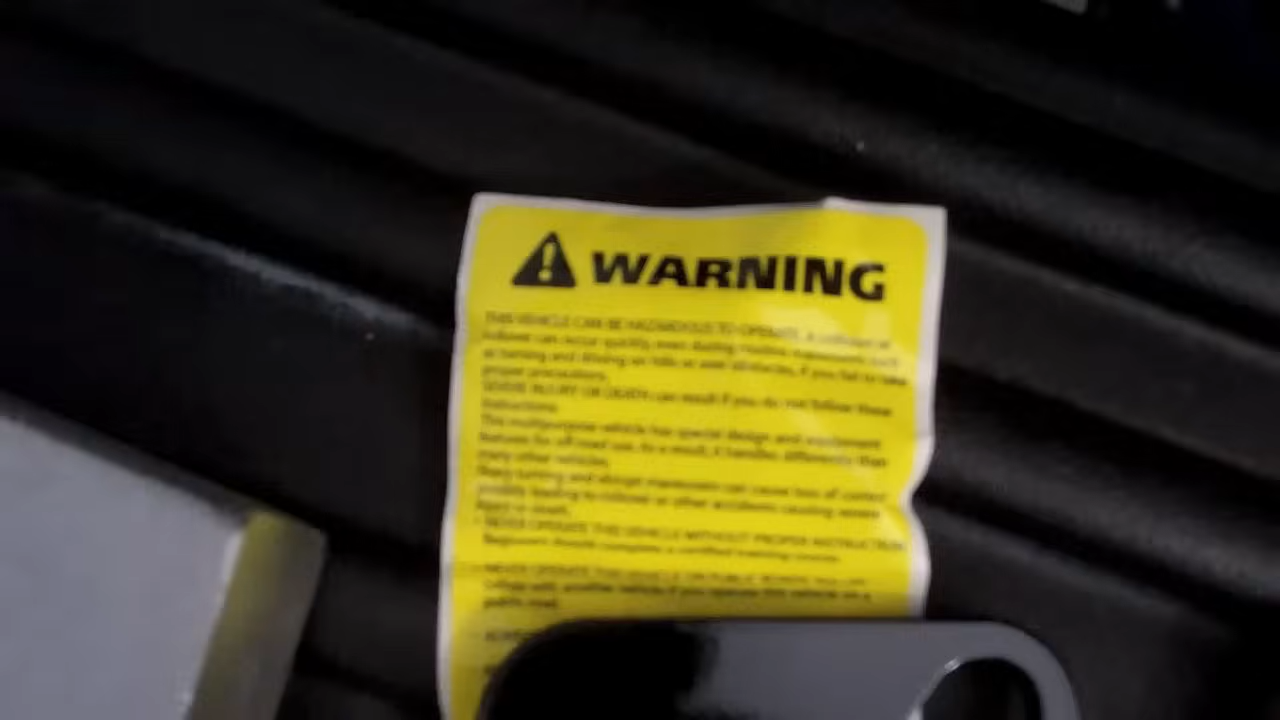 WARNING
THIS VEHICLE CAN BE HAZARDOUS TO OPERATE. A collision or
rollover can occur quickly, even during routine maneuvers such
as turning and driving on hills or over obstacles, if you fail to take
proper precautions.
SEVERE INJURY OR DEATH can result if you do not follow these
instructions:
This multipurpose vehicle has special design and equipment
features for off-road use. As a result, it handles differently than
many other vehicles.
Sharp turning and abrupt maneuvers can cause loss of control
leading to rollover or other accidents causing severe
injury or death.
NEVER OPERATE THIS VEHICLE WITHOUT PROPER INSTRUCTION
Beginners should complete a certified training course.
NEVER OPERATE THIS VEHICLE ON PUBLIC ROADS.
collide with another vehicle if you operate this vehicle on a
public road.